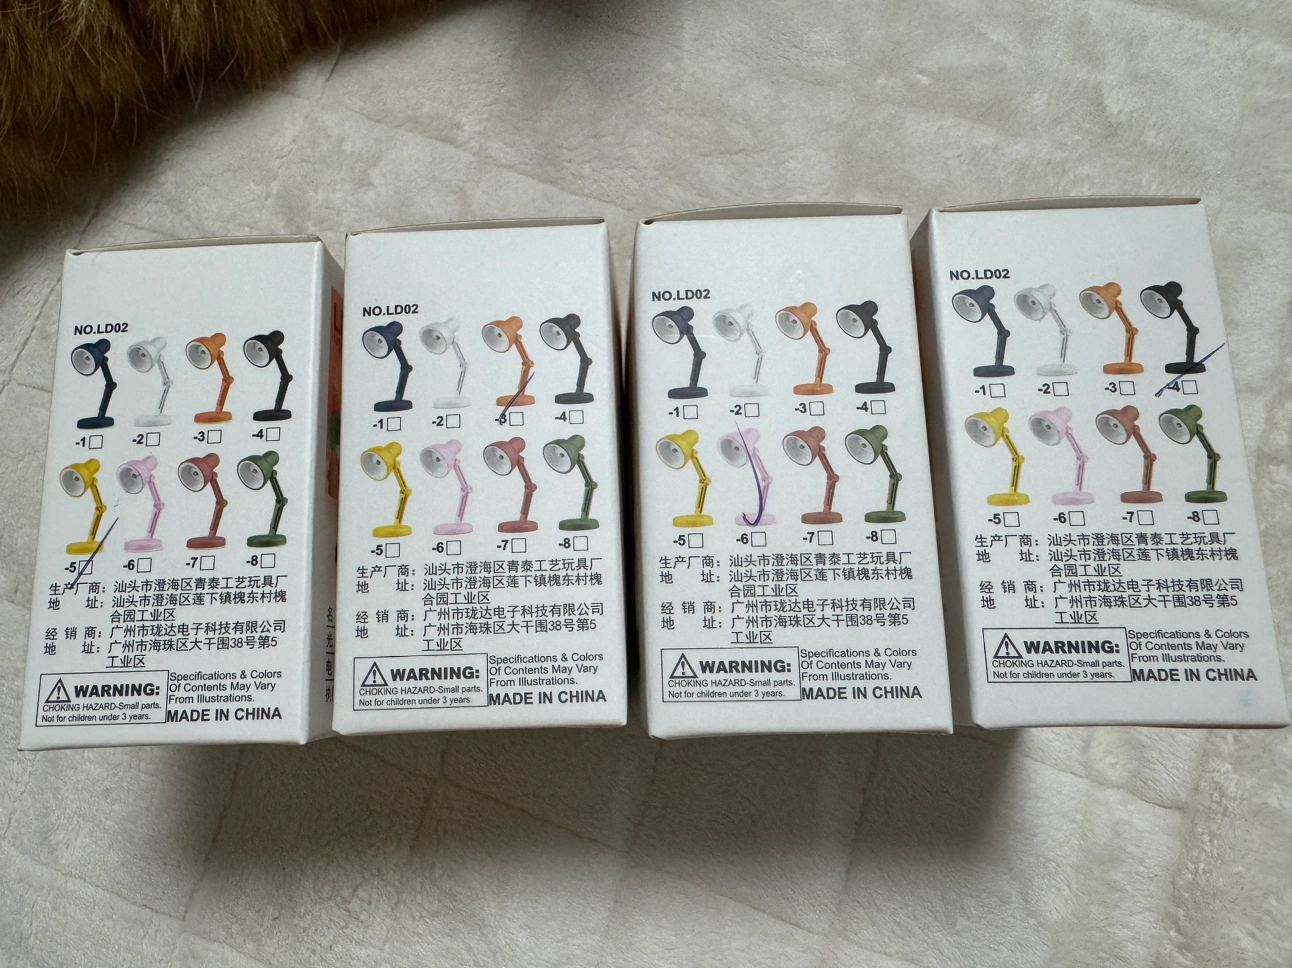 NO.LD02
-1 -2 -3 -4
-5 -6 -7 -8
生产厂商：汕头市澄海区青泰工艺玩具厂
地 址：汕头市澄海区莲下镇槐东村槐
合园工业区
经 销 商：广州市珑达电子科技有限公司
地 址：广州市海珠区大干围38号第5
工业区
WARNING:
CHOKING HAZARD-Small parts.
Not for children under 3 years.
Specifications & Colors
Of Contents May Vary
From Illustrations.
MADE IN CHINA
名
光
电
NO.LD02
-1 -2 -3 -4
-5 -6 -7 -8
生产厂商：汕头市澄海区青泰工艺玩具厂
地 址：汕头市澄海区莲下镇槐东村槐
合园工业区
经 销 商：广州市珑达电子科技有限公司
地 址：广州市海珠区大干围38号第5
工业区
WARNING:
CHOKING HAZARD-Small parts.
Not for children under 3 years.
Specifications & Colors
Of Contents May Vary
From Illustrations.
MADE IN CHINA
NO.LD02
-1 -2 -3 -4
-5 -6 -7 -8
生产厂商：汕头市澄海区青泰工艺玩具厂
地 址：汕头市澄海区莲下镇槐东村槐
合园工业区
经 销 商：广州市珑达电子科技有限公司
地 址：广州市海珠区大干围38号第5
工业区
WARNING:
CHOKING HAZARD-Small parts.
Not for children under 3 years.
Specifications & Colors
Of Contents May Vary
From Illustrations.
MADE IN CHINA
NO.LD02
-1 -2 -3 -4
-5 -6 -7 -8
生产厂商：汕头市澄海区青泰工艺玩具厂
地 址：汕头市澄海区莲下镇槐东村槐
合园工业区
经 销 商：广州市珑达电子科技有限公司
地 址：广州市海珠区大干围38号第5
工业区
WARNING:
CHOKING HAZARD-Small parts.
Not for children under 3 years.
Specifications & Colors
Of Contents May Vary
From Illustrations.
MADE IN CHINA